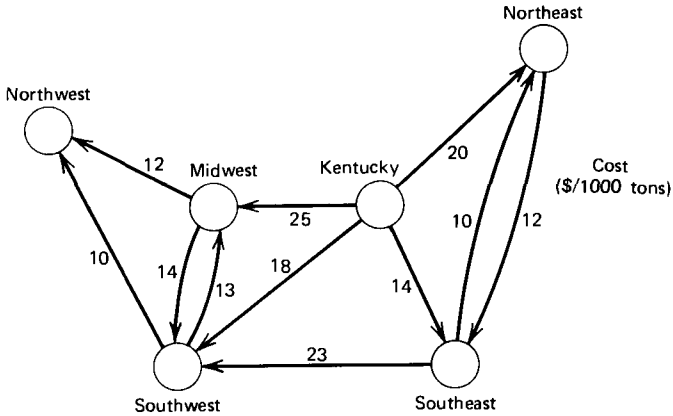 Northeast
Northwest
12
Midwest
Kentucky
20
Cost
($/1000 tons)
25
10
12
10
14
13
18
14
23
Southwest
Southeast